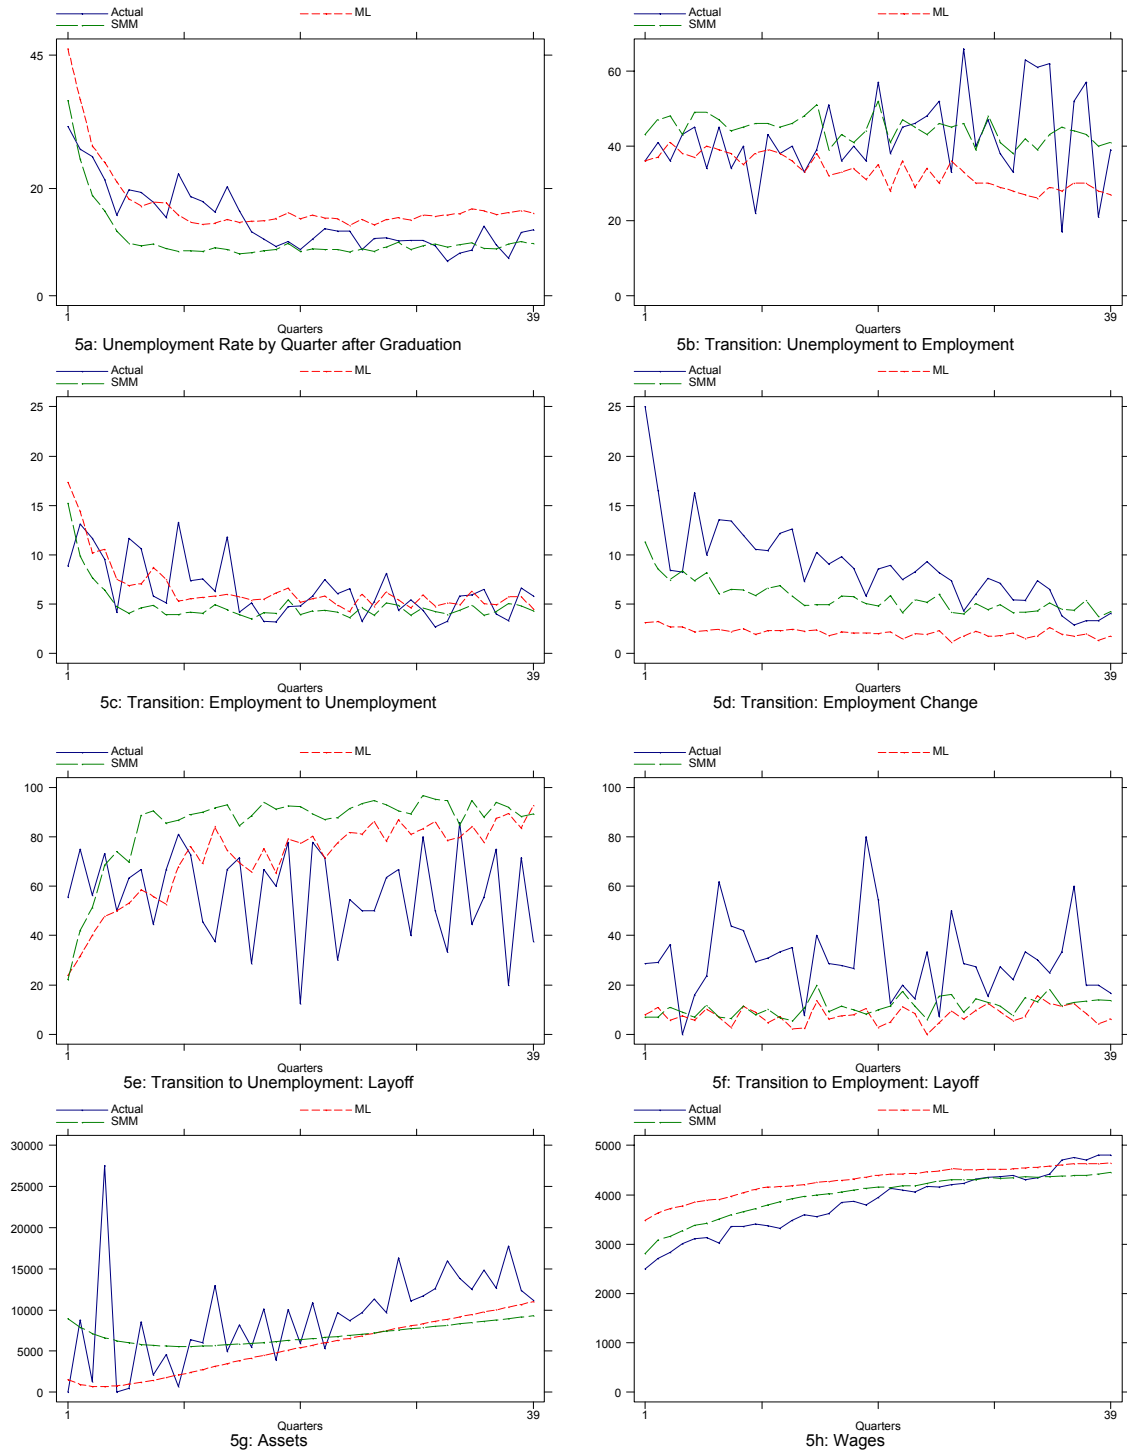 Actual ML
SMM
45
20
0
1 39
Quarters
5a: Unemployment Rate by Quarter after Graduation
Actual ML
SMM
60
40
20
0
1 39
Quarters
5b: Transition: Unemployment to Employment
Actual ML
SMM
25
20
15
10
5
0
1 39
Quarters
5c: Transition: Employment to Unemployment
Actual ML
SMM
25
20
15
10
5
0
1 39
Quarters
5d: Transition: Employment Change
Actual ML
SMM
100
80
60
40
20
0
1 39
Quarters
5e: Transition to Unemployment: Layoff
Actual ML
SMM
100
80
60
40
20
0
1 39
Quarters
5f: Transition to Employment: Layoff
Actual ML
SMM
30000
25000
20000
15000
10000
5000
0
1 39
Quarters
5g: Assets
Actual ML
SMM
5000
4000
3000
2000
1000
0
1 39
Quarters
5h: Wages